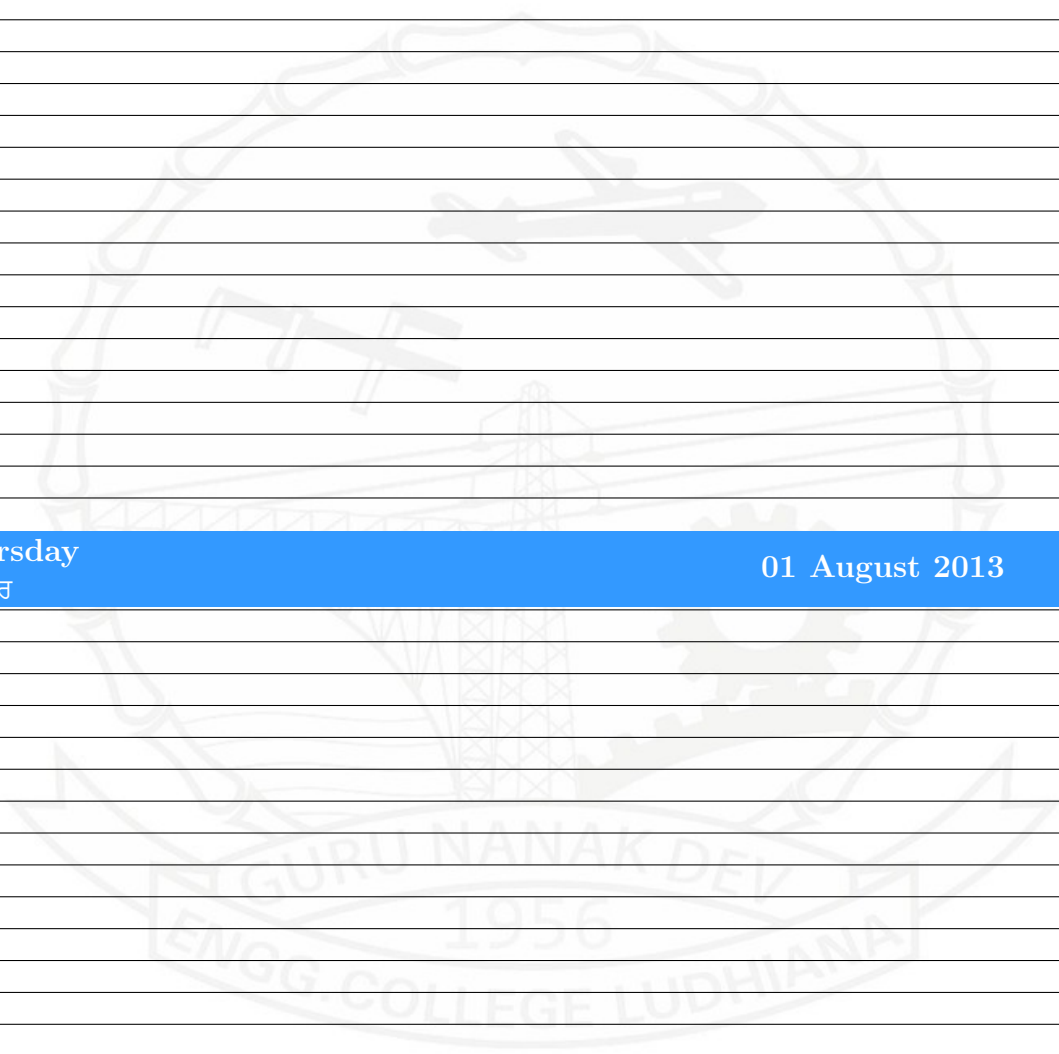 rsday
ਰ
01 August 2013
GURU NANAK DEV
1956
ENGG. COLLEGE LUDHIANA